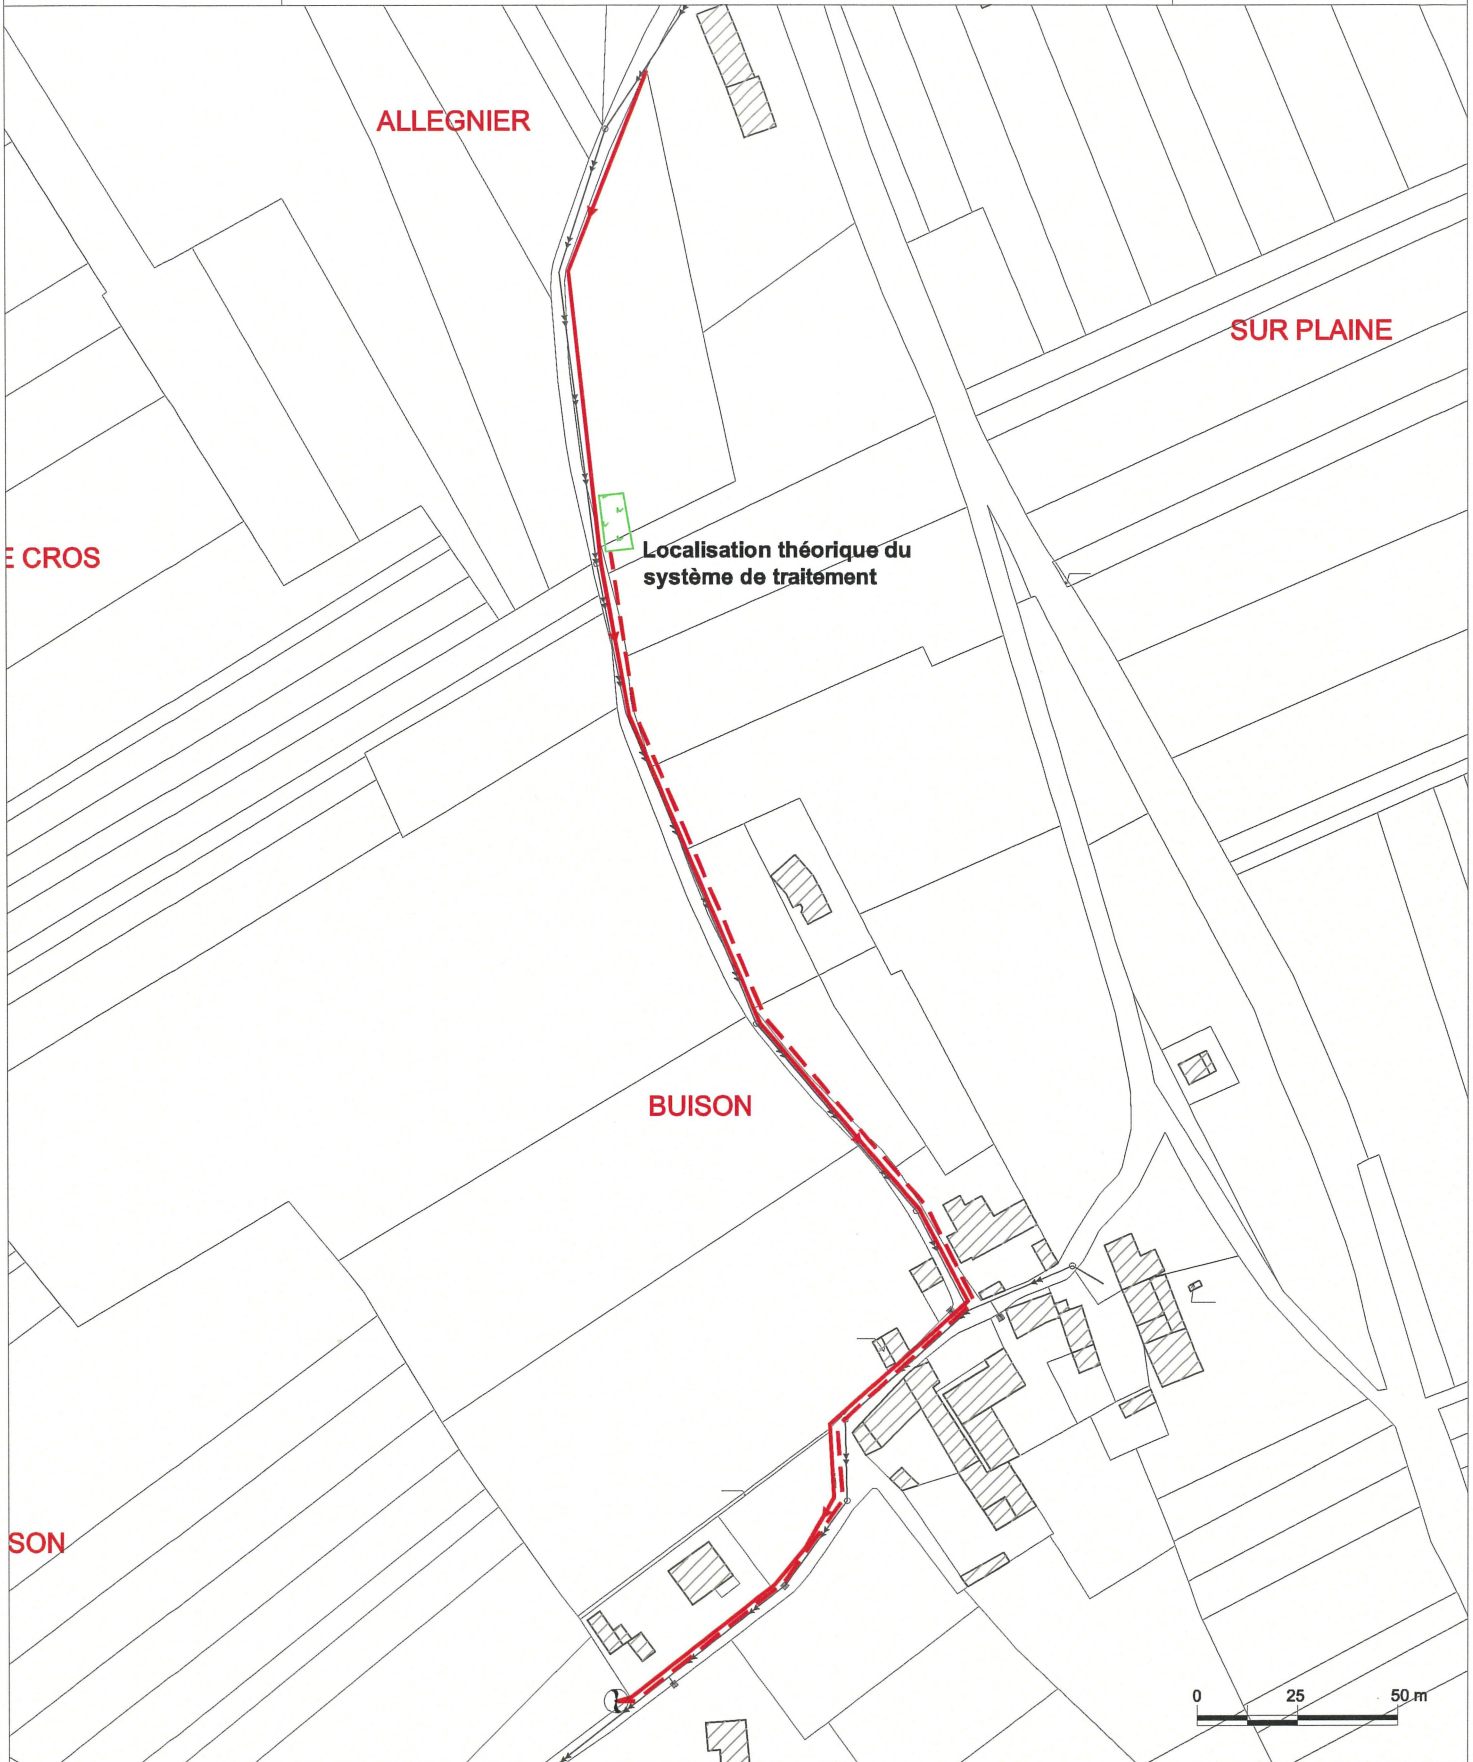 ALLEGNIER
SUR PLAINE
E CROS
Localisation théorique du
système de traitement
BUISON
SON
0 25 50 m